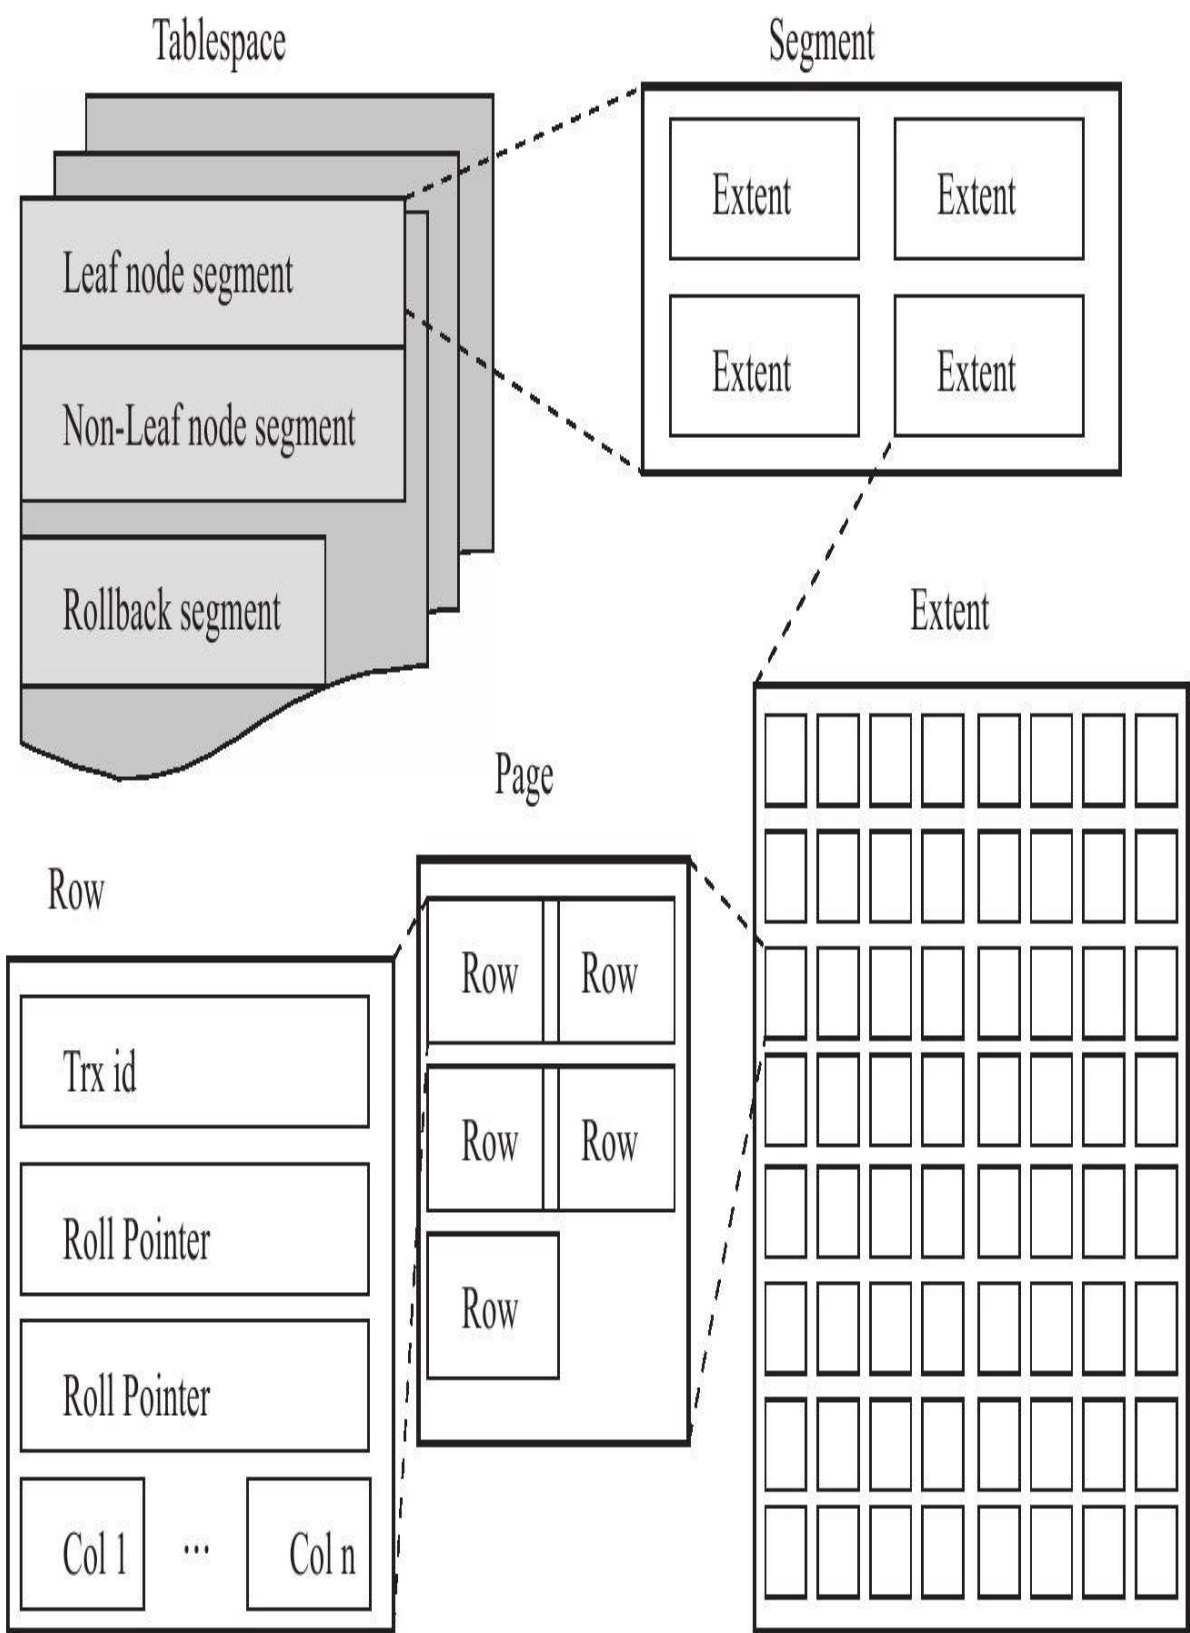 Tablespace
Segment
Leaf node segment
Non-Leaf node segment
Rollback segment
Extent Extent
Extent Extent
Extent
Page
Row Row
Row Row
Row
Row
Trx id
Roll Pointer
Roll Pointer
Col 1 ... Col n